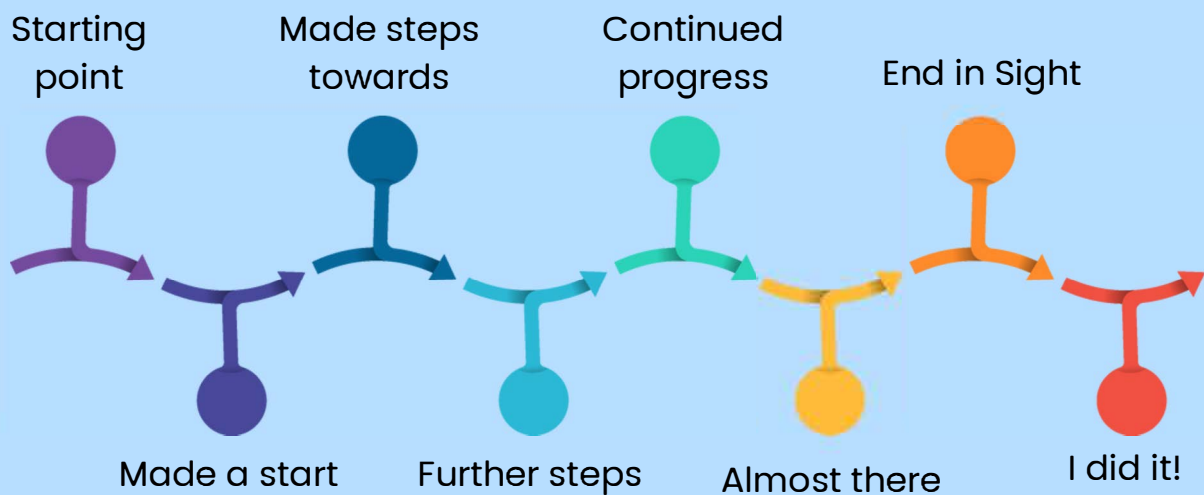 Starting
point
Made a start
Made steps
towards
Further steps
Continued
progress
Almost there
End in Sight
I did it!